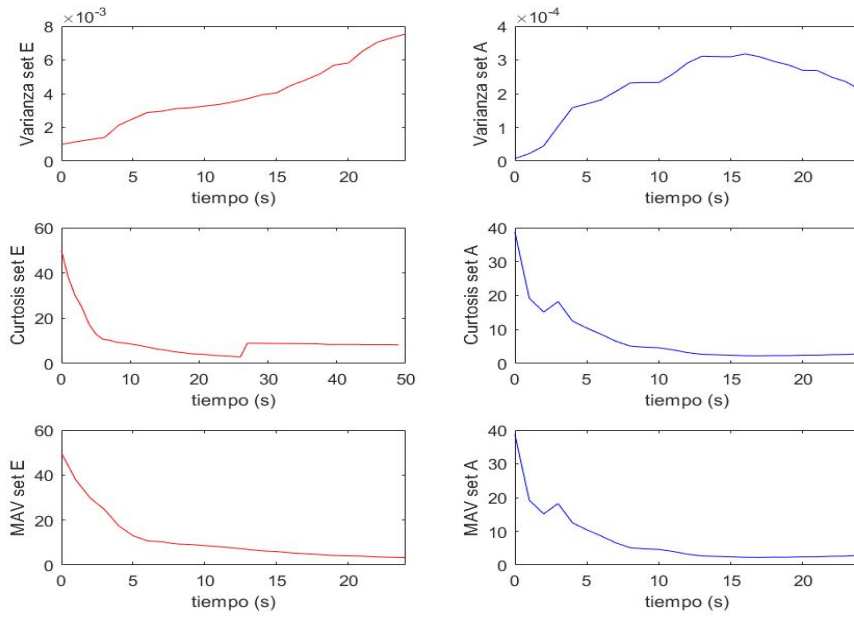 ×10⁻³
8
6
4
2
0
Varianza set E
0 5 10 15 20
tiempo (s)
×10⁻⁴
4
3
2
1
0
Varianza set A
0 5 10 15 20
tiempo (s)
60
40
20
0
Curtosis set E
0 10 20 30 40 50
tiempo (s)
40
30
20
10
0
Curtosis set A
0 5 10 15 20
tiempo (s)
60
40
20
0
MAV set E
0 5 10 15 20
tiempo (s)
40
30
20
10
0
MAV set A
0 5 10 15 20
tiempo (s)